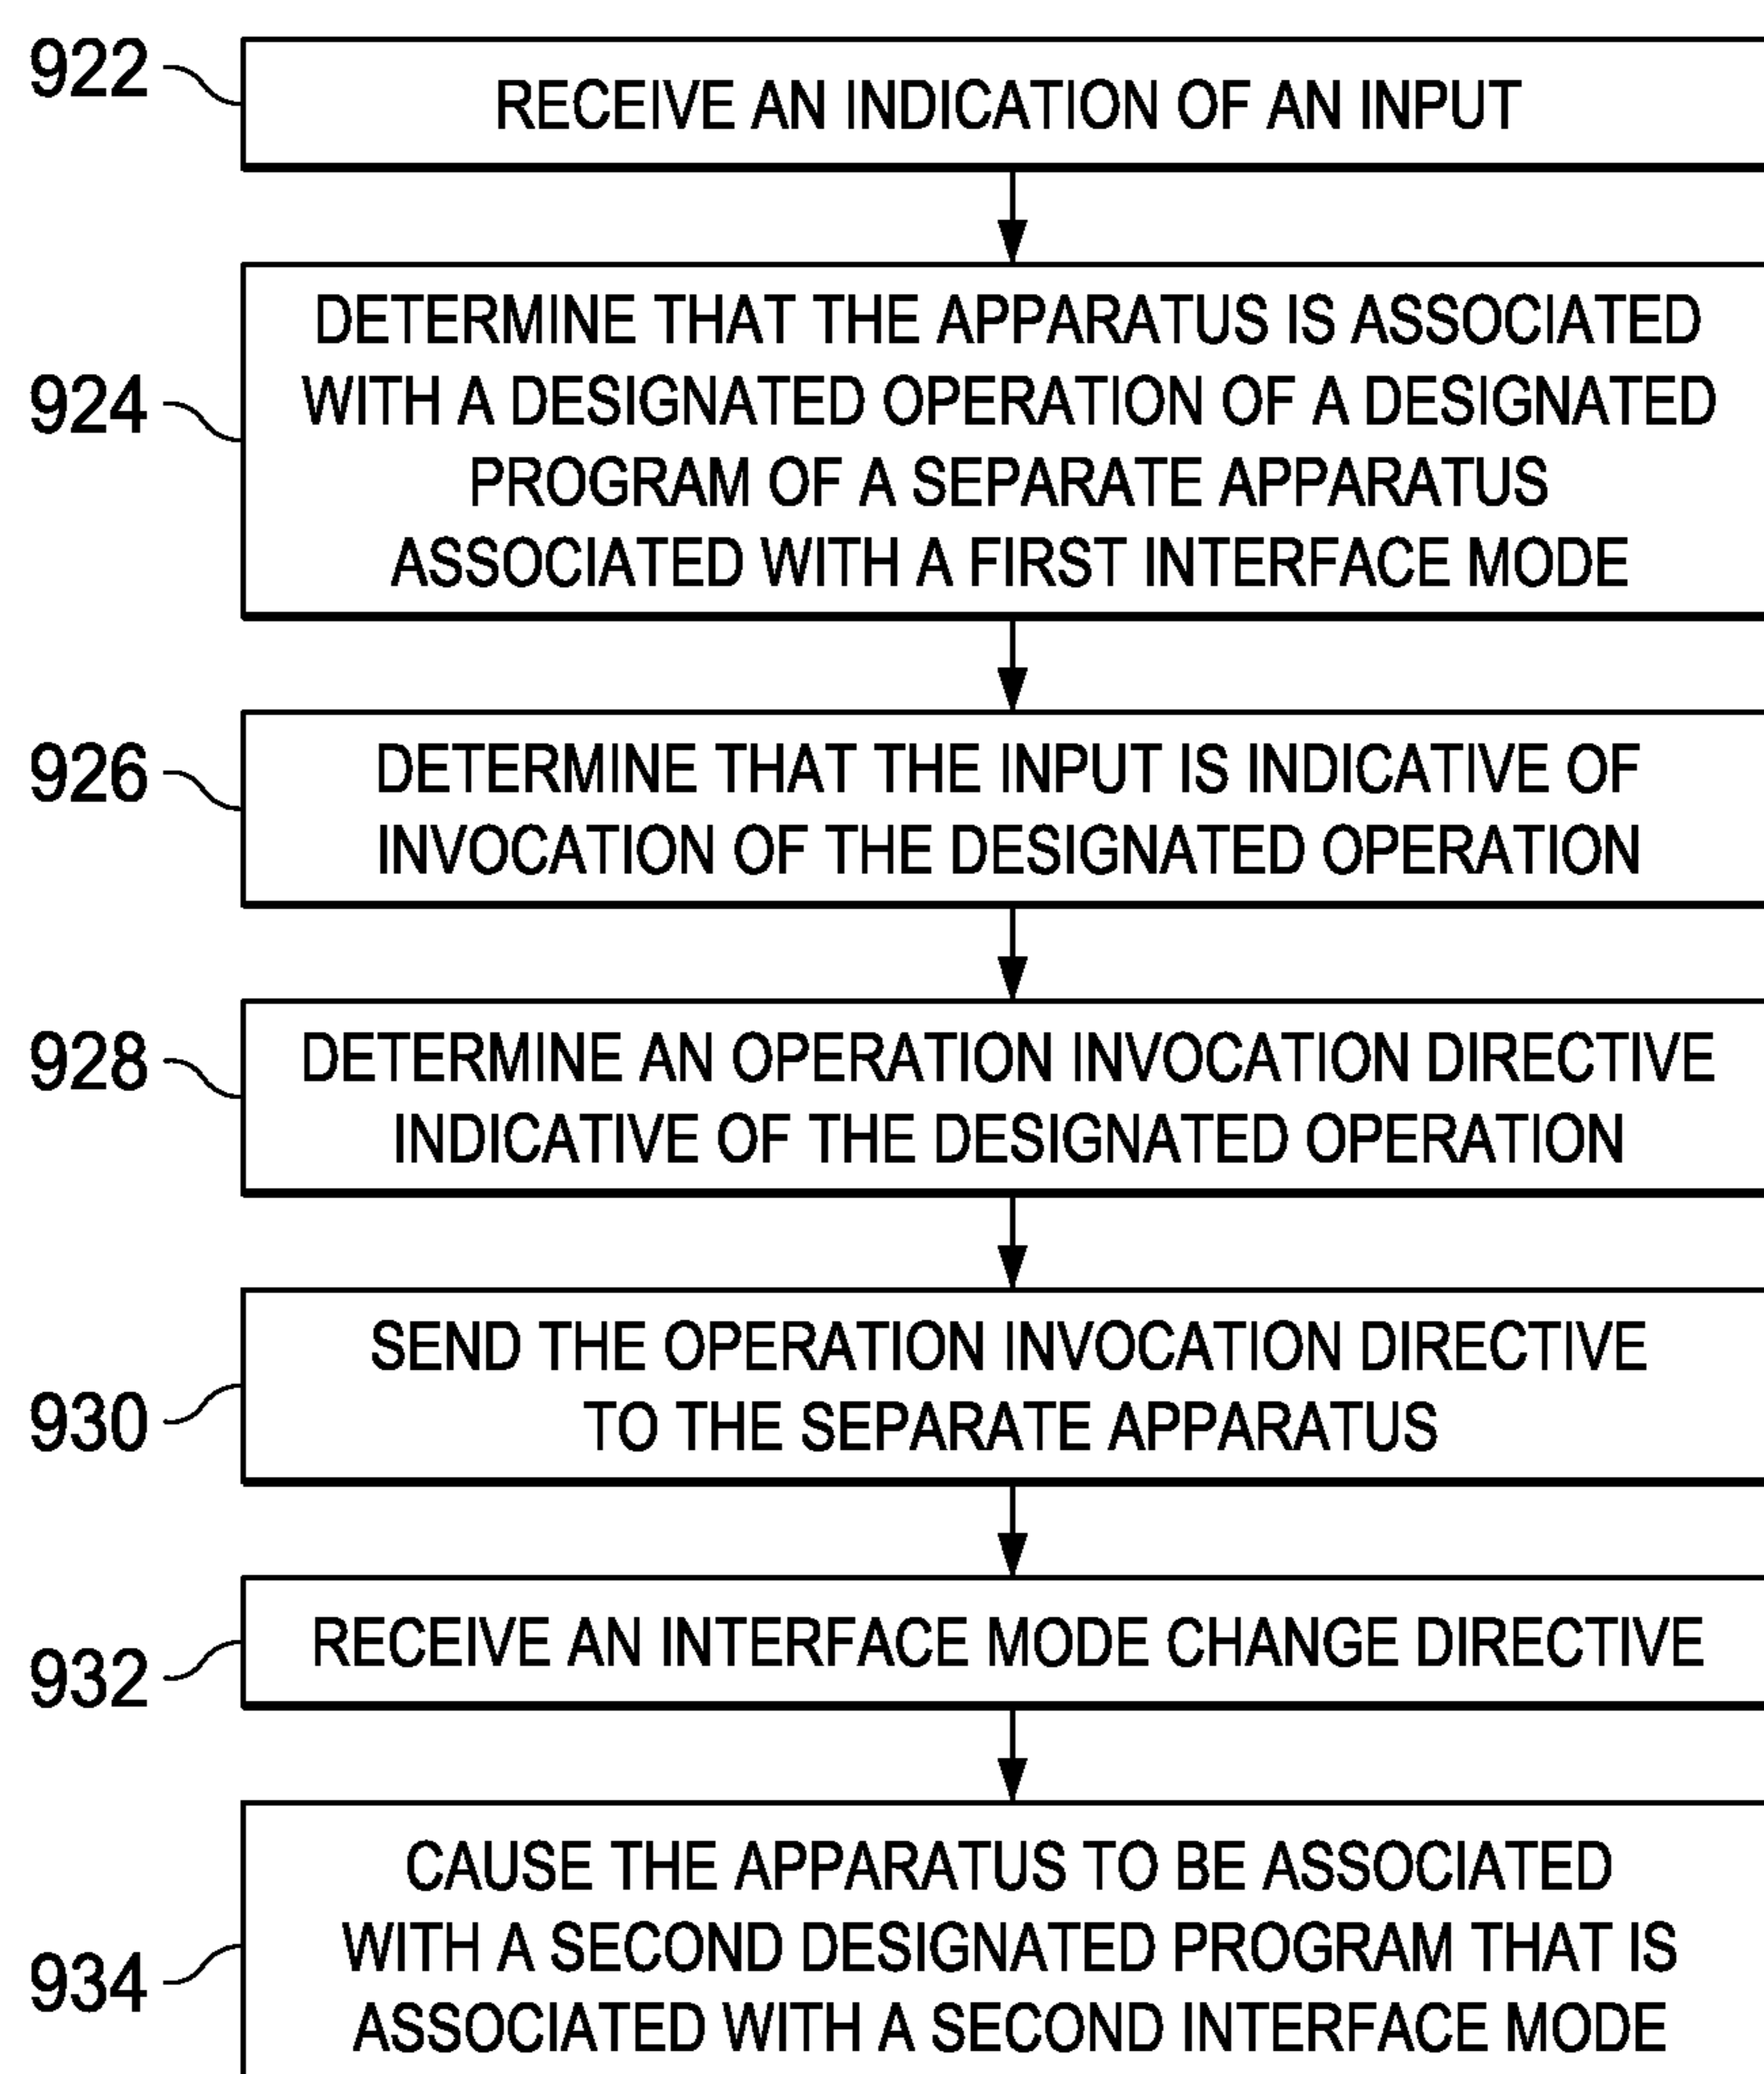 922
RECEIVE AN INDICATION OF AN INPUT
924
DETERMINE THAT THE APPARATUS IS ASSOCIATED
WITH A DESIGNATED OPERATION OF A DESIGNATED
PROGRAM OF A SEPARATE APPARATUS
ASSOCIATED WITH A FIRST INTERFACE MODE
926
DETERMINE THAT THE INPUT IS INDICATIVE OF
INVOCATION OF THE DESIGNATED OPERATION
928
DETERMINE AN OPERATION INVOCATION DIRECTIVE
INDICATIVE OF THE DESIGNATED OPERATION
930
SEND THE OPERATION INVOCATION DIRECTIVE
TO THE SEPARATE APPARATUS
932
RECEIVE AN INTERFACE MODE CHANGE DIRECTIVE
934
CAUSE THE APPARATUS TO BE ASSOCIATED
WITH A SECOND DESIGNATED PROGRAM THAT IS
ASSOCIATED WITH A SECOND INTERFACE MODE